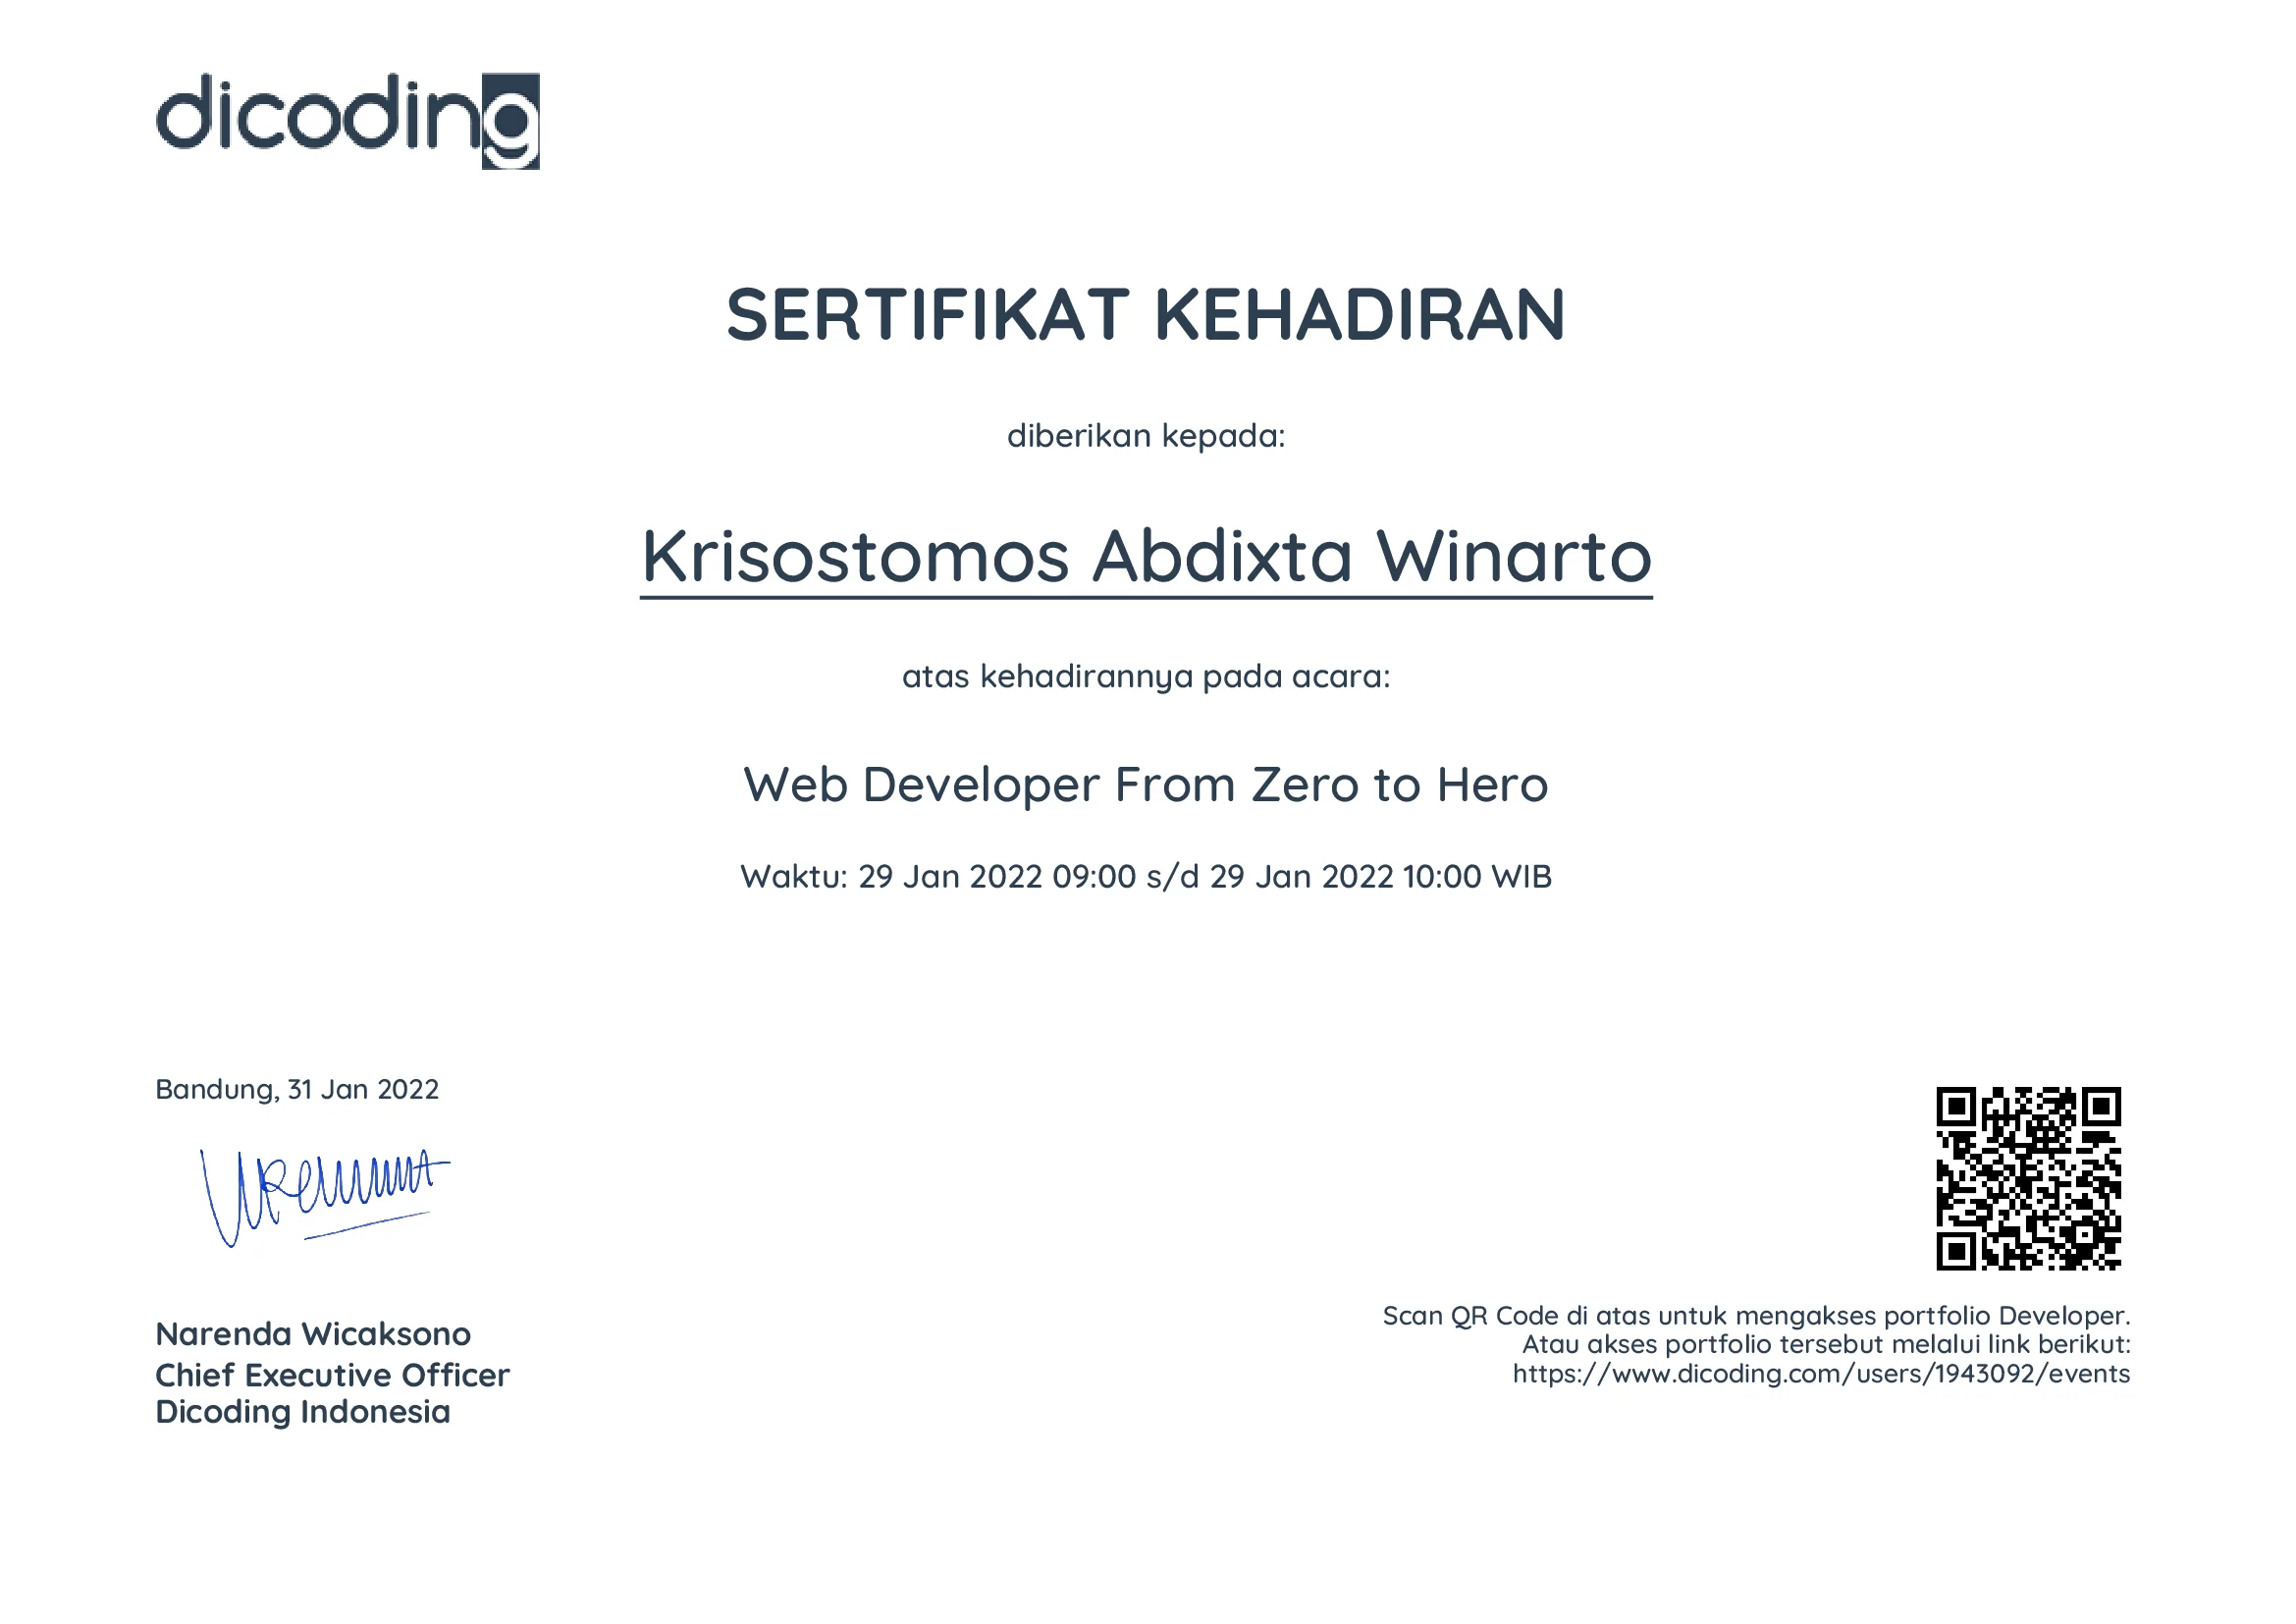 dicoding
SERTIFIKAT KEHADIRAN
diberikan kepada:
Krisostomos Abdixta Winarto
atas kehadirannya pada acara:
Web Developer From Zero to Hero
Waktu: 29 Jan 2022 09:00 s/d 29 Jan 2022 10:00 WIB
Bandung, 31 Jan 2022
Narenda Wicaksono
Chief Executive Officer
Dicoding Indonesia
Scan QR Code di atas untuk mengakses portfolio Developer.
Atau akses portfolio tersebut melalui link berikut:
https://www.dicoding.com/users/1943092/events